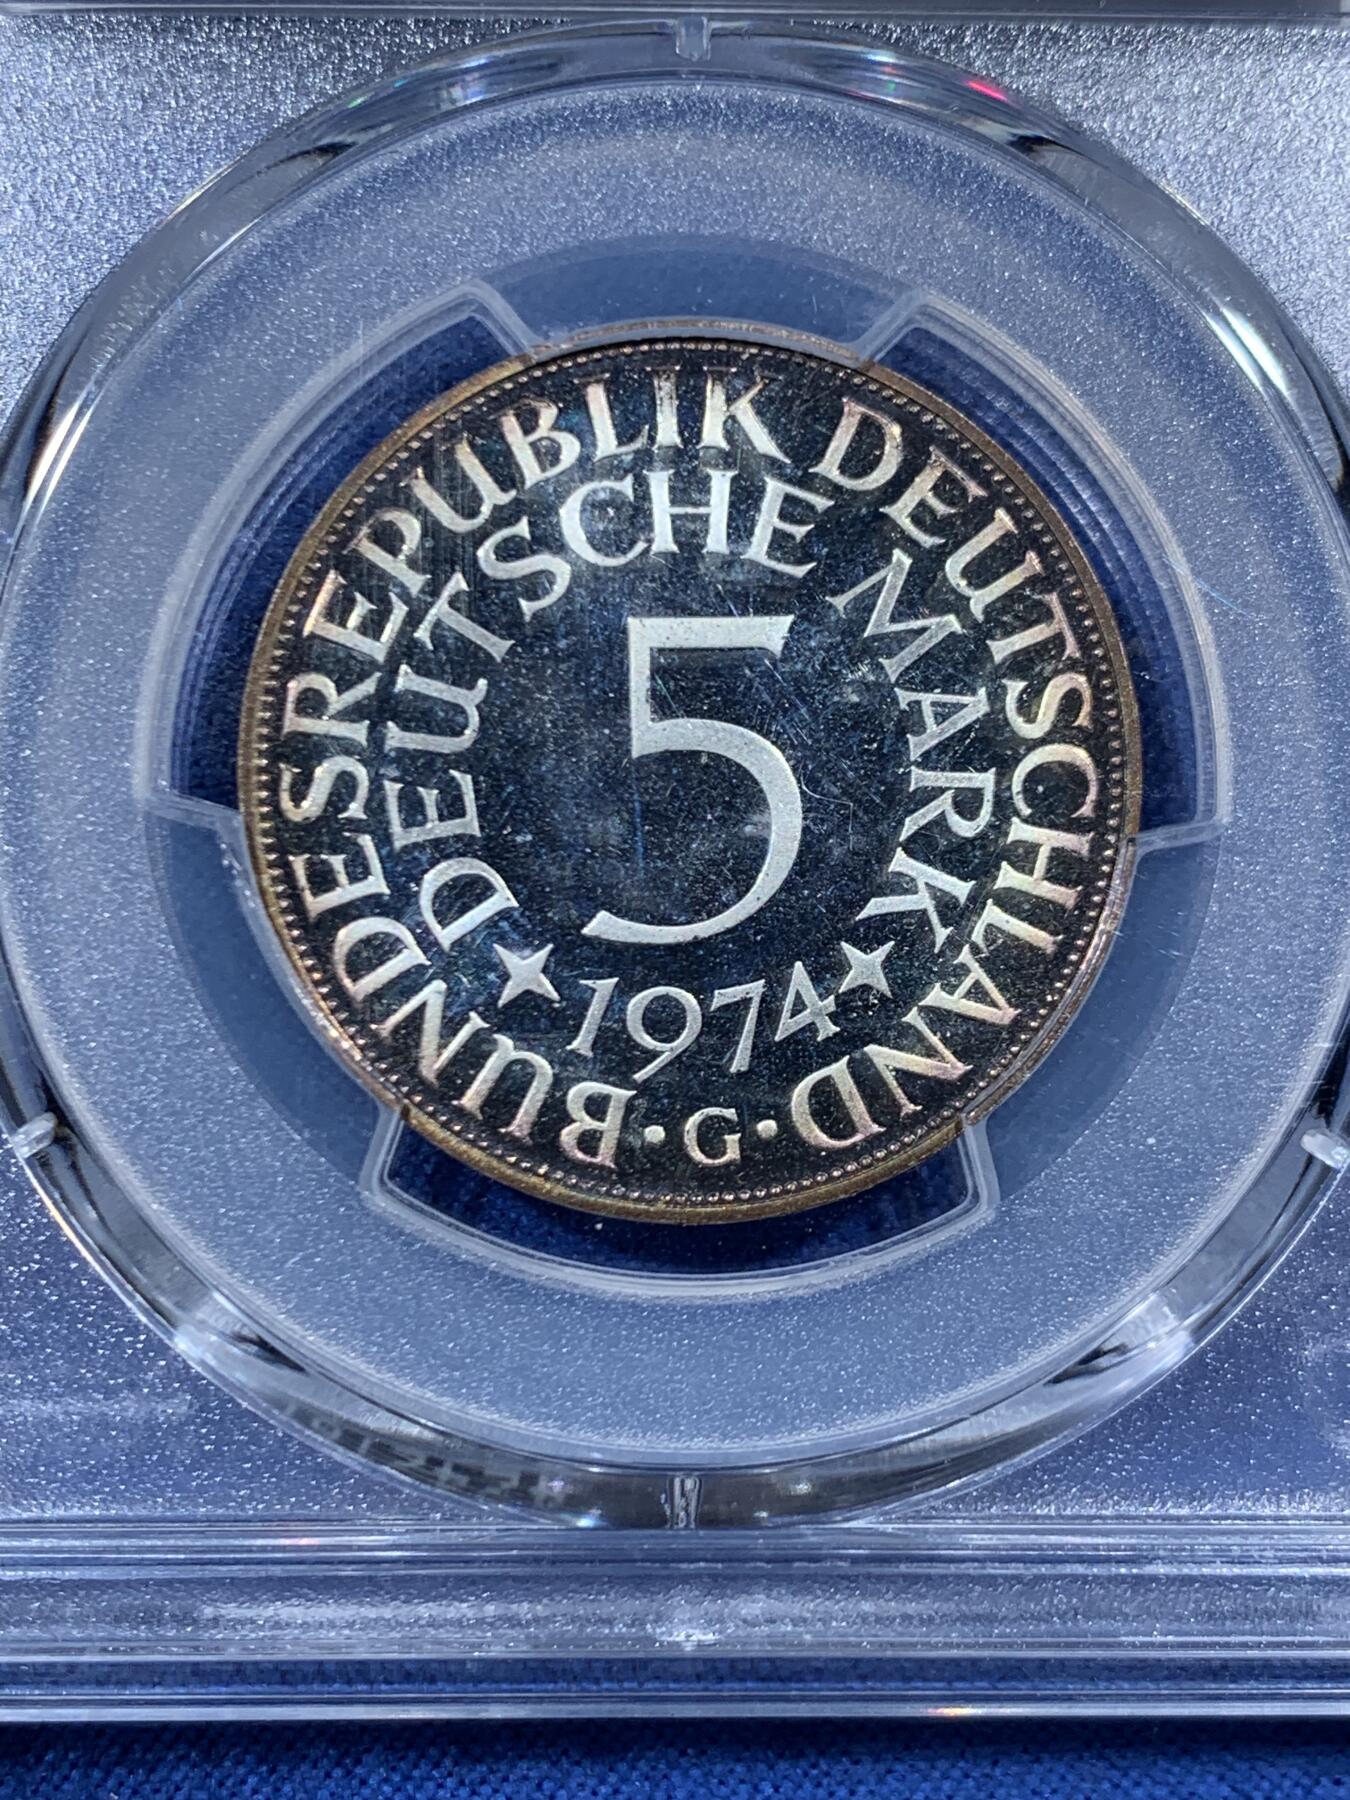 BUNDESREPUBLIK DEUTSCHLAND
DEUTSCHE MARK
5
1974
· G ·